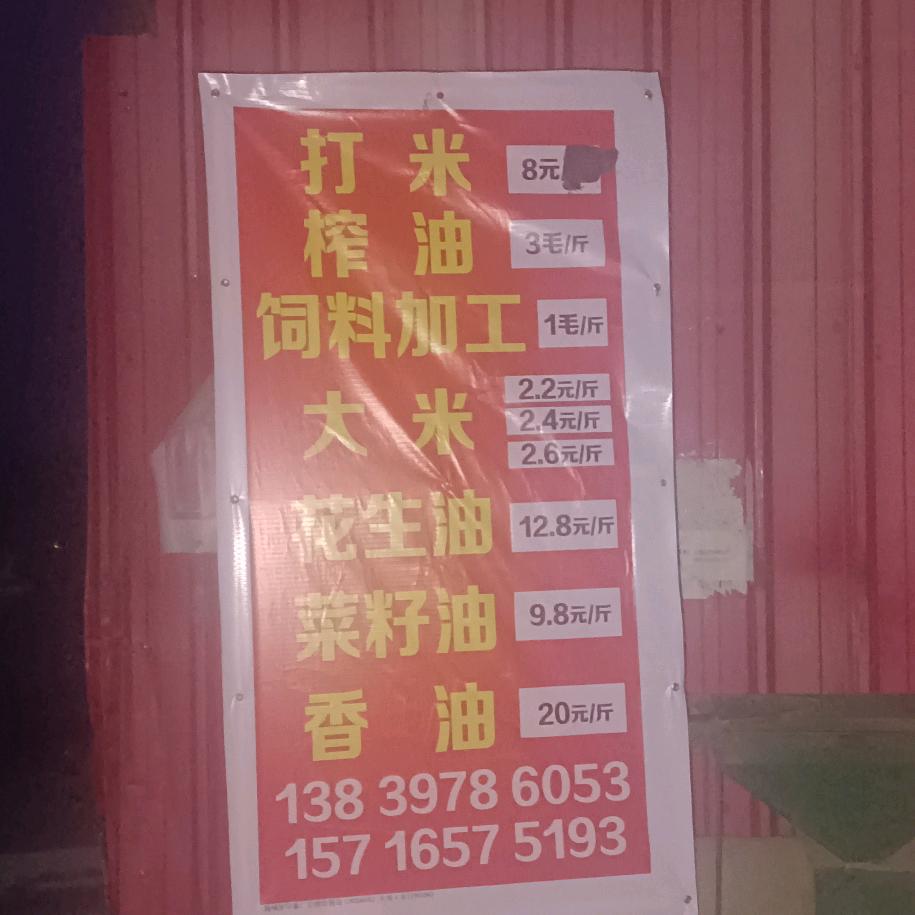 打米 8元
榨油 3毛/斤
饲料加工 1毛/斤
大米 2.2元/斤
2.4元/斤
2.6元/斤
花生油 12.8元/斤
菜籽油 9.8元/斤
香油 20元/斤
138 3978 6053
157 1657 5193